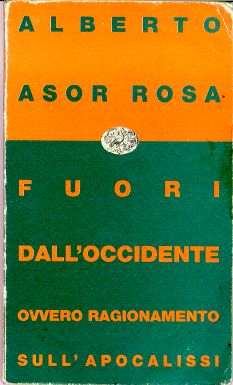 ALBERTO
ASOR ROSA
FUORI
DALL'OCCIDENTE
OVVERO RAGIONAMENTO
SULL'APOCALISSI